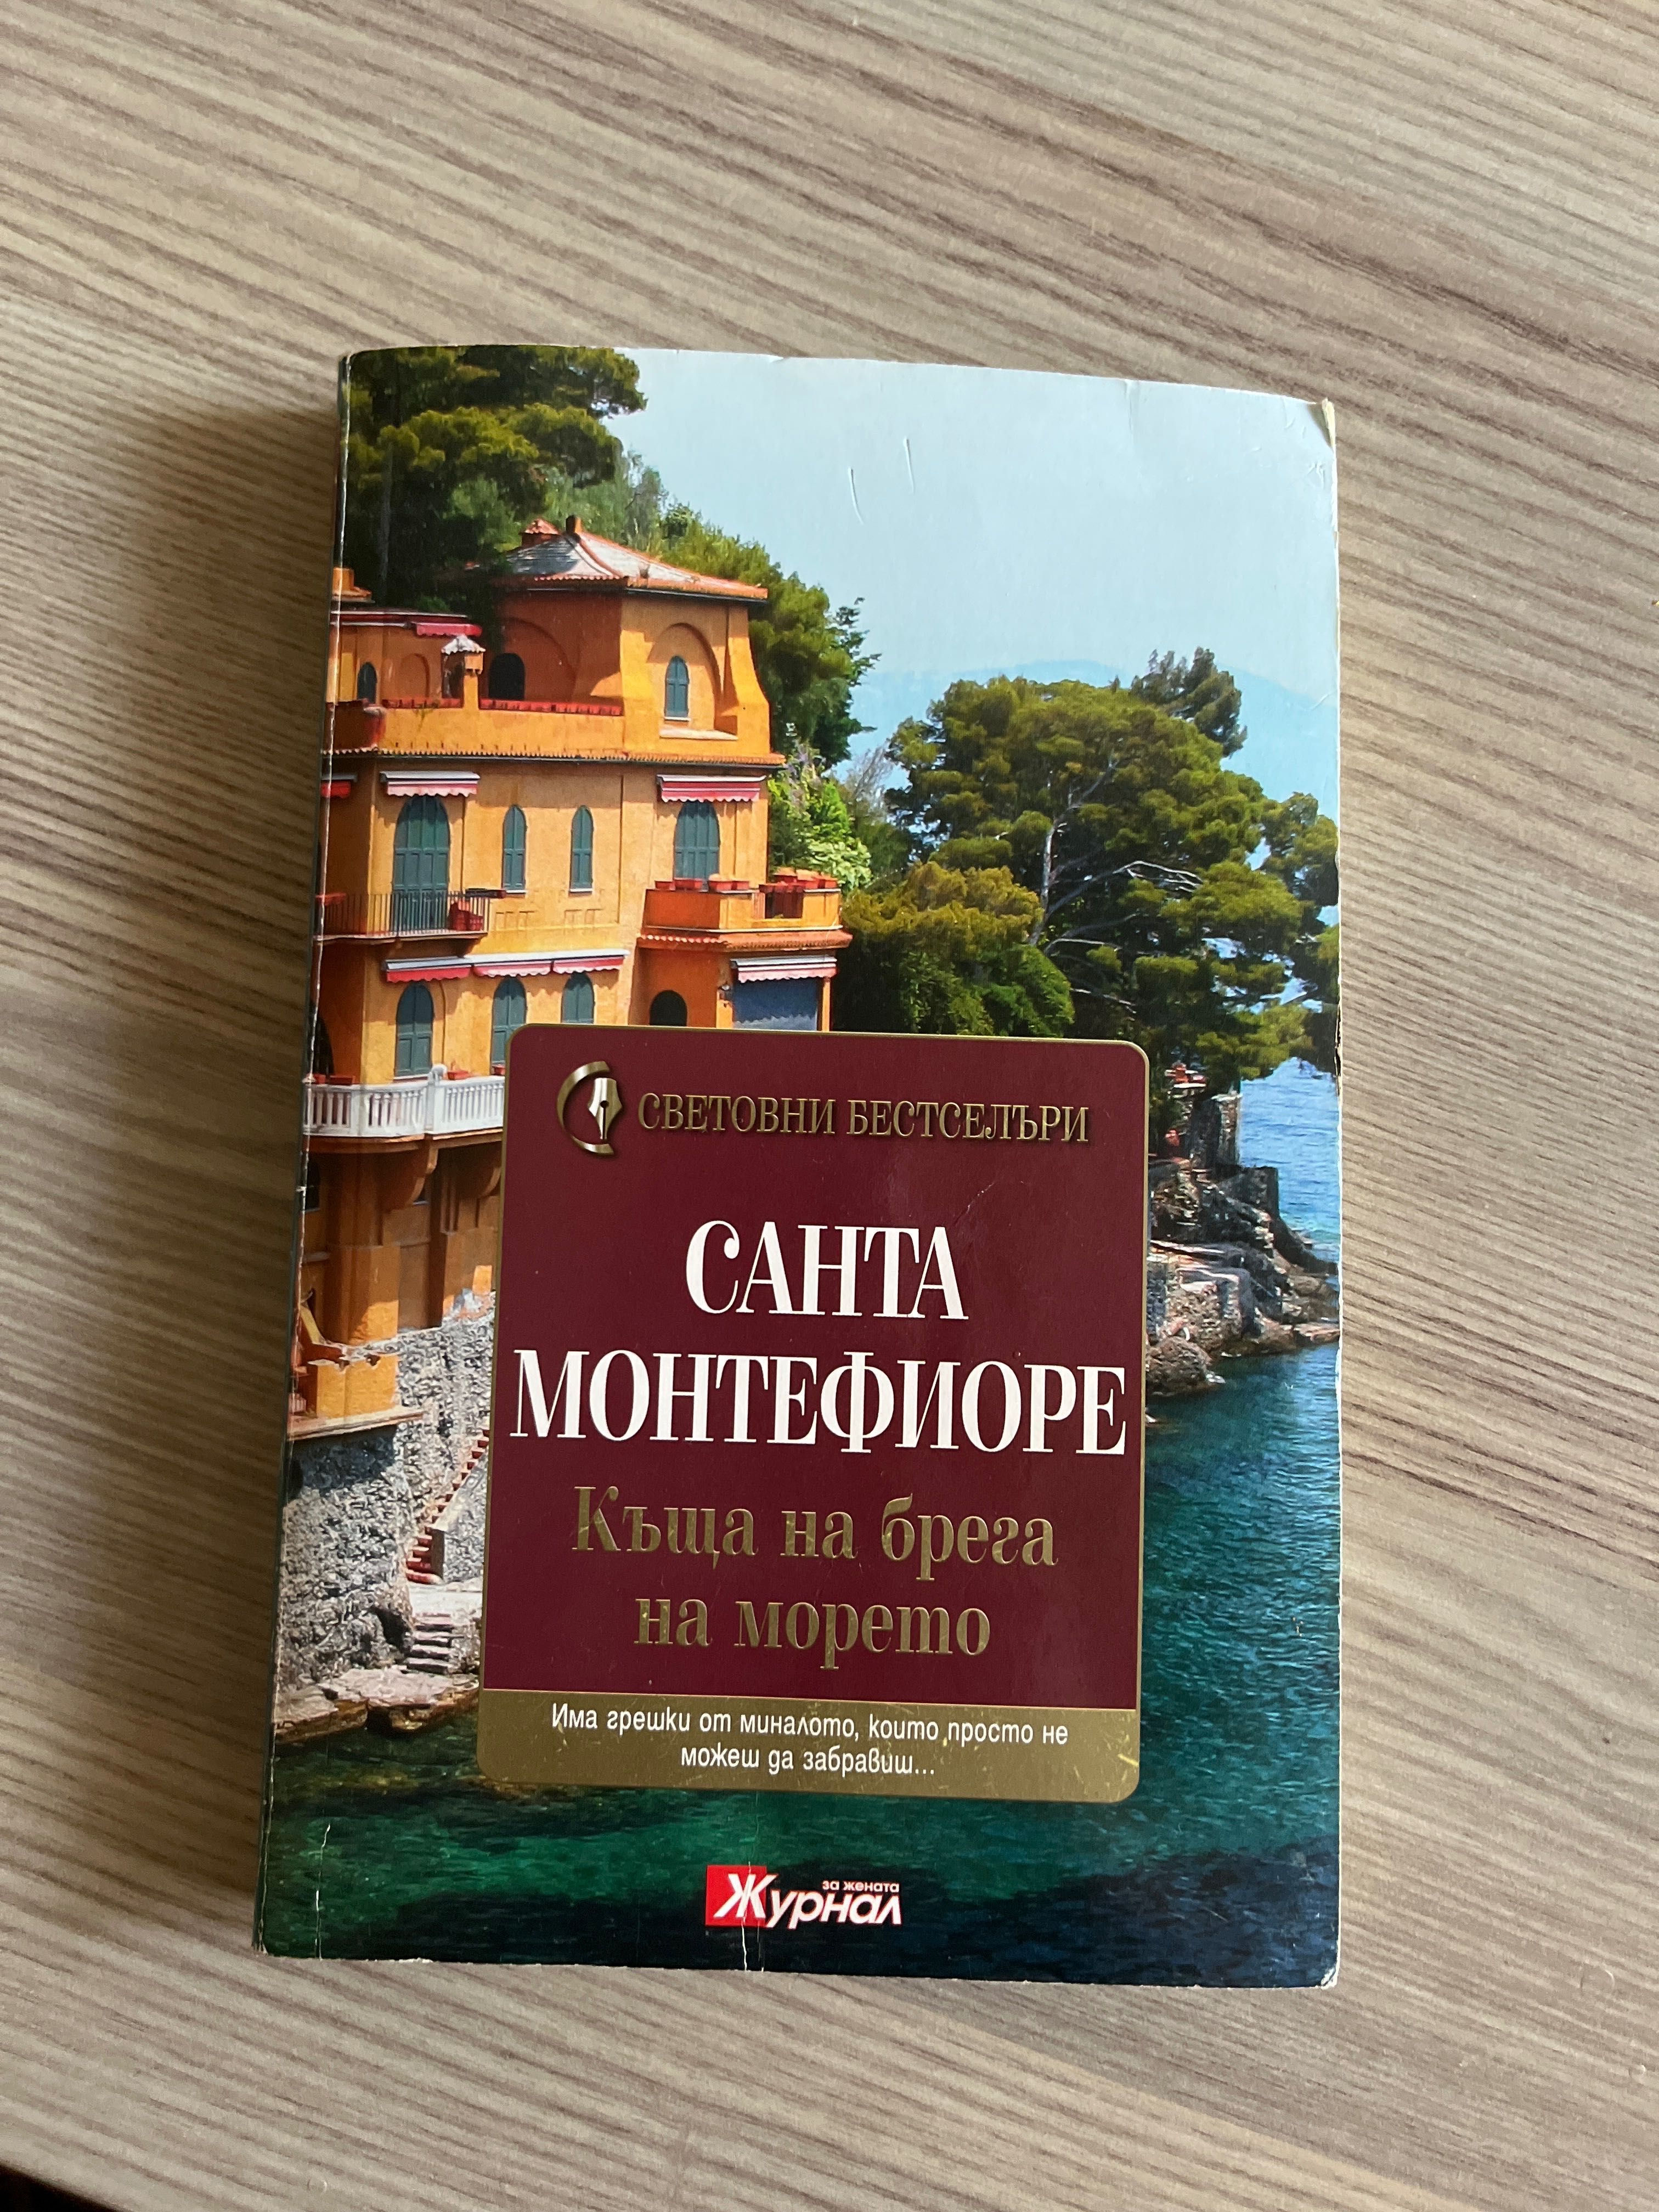 СВЕТОВНИ БЕСТСЕЛЪРИ
САНТА
МОНТЕФИОРЕ
Къща на брега
на морето
Има грешки от миналото, които просто не
можеш да забравиш...
за жената
Журнал